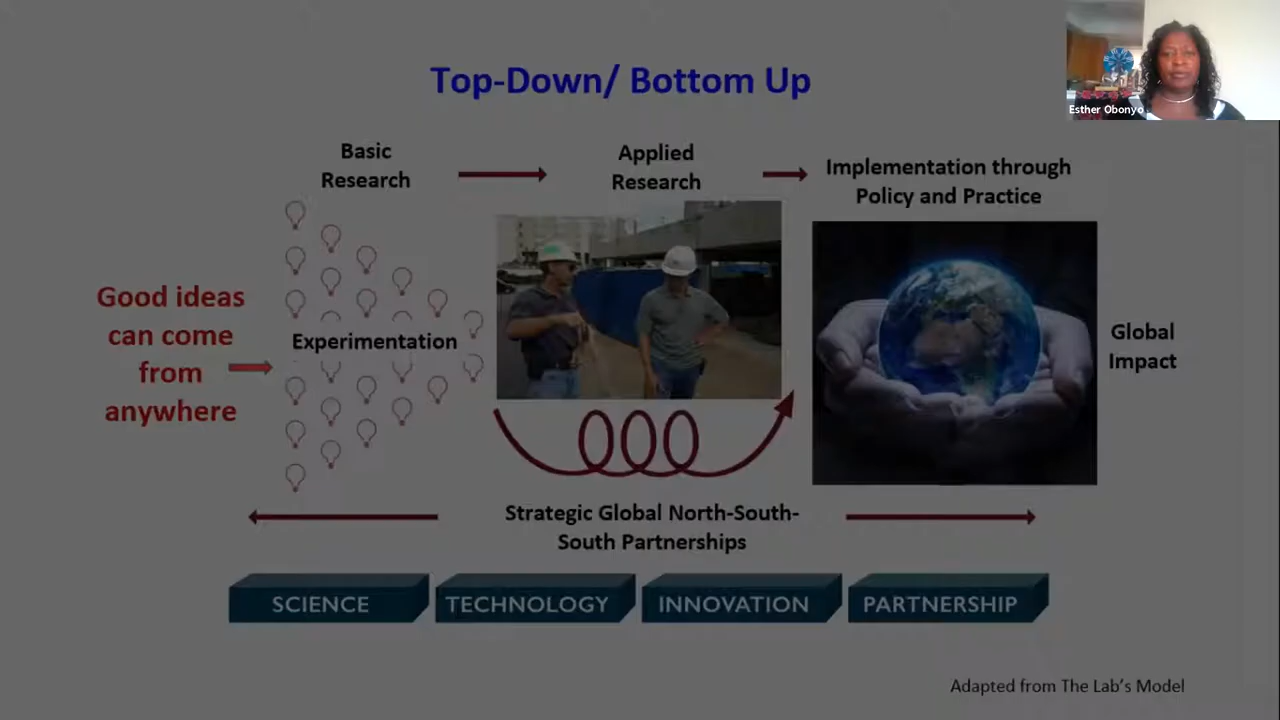 Top-Down/ Bottom Up
Esther Obonyo
Basic
Research
Applied
Research
Implementation through
Policy and Practice
Good ideas
can come
from
anywhere
Experimentation
Global
Impact
Strategic Global North-South-
South Partnerships
SCIENCE
TECHNOLOGY
INNOVATION
PARTNERSHIP
Adapted from The Lab's Model